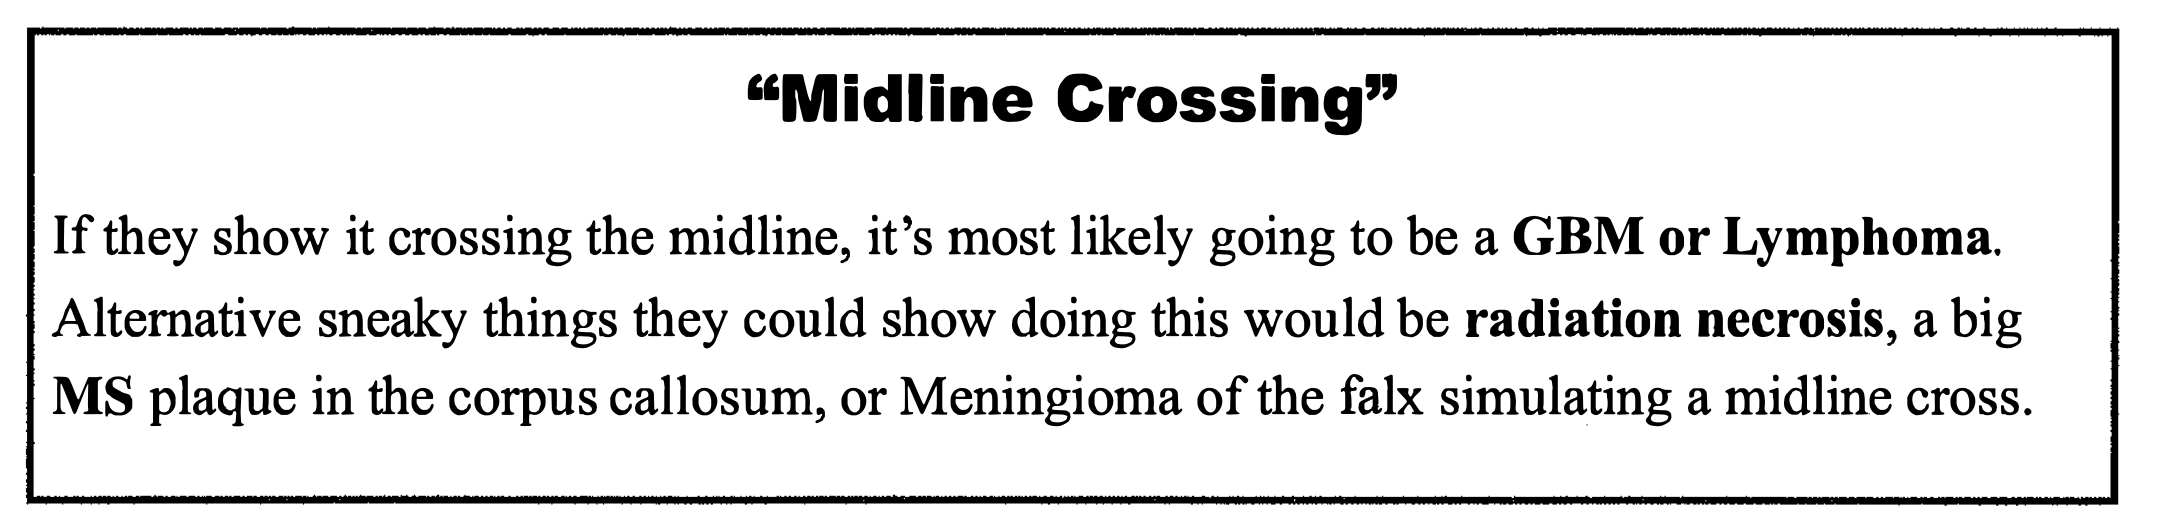 “Midline Crossing”
If they show it crossing the midline, it’s most likely going to be a GBM or Lymphoma.
Alternative sneaky things they could show doing this would be radiation necrosis, a big
MS plaque in the corpus callosum, or Meningioma of the falx simulating a midline cross.